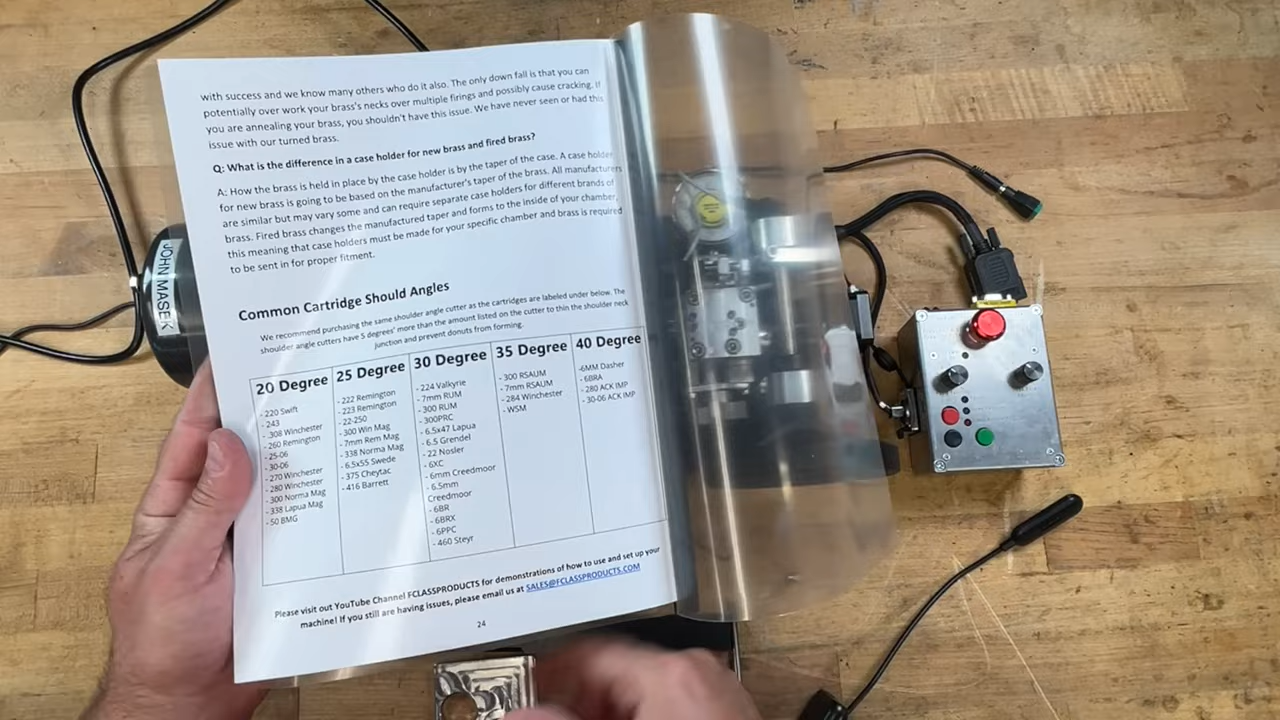 with success and we know many others who do it also. The only down fall is that you can
potentially over work your brass's necks over multiple firings and possibly cause cracking. If
you are annealing your brass, you shouldn't have this issue. We have never seen or had this
issue with our turned brass.
Q: What is the difference in a case holder for new brass and fired brass?
A: How the brass is held in place by the case holder is by the taper of the case. A case holder
for new brass is going to be based on the manufacturer's taper of the brass. All manufacturers
are similar but may vary some and can require separate case holders for different brands of
brass. Fired brass changes the manufactured taper and forms to the inside of your chamber,
this meaning that case holders must be made for your specific chamber and brass is required
to be sent in for proper fitment.
Common Cartridge Should Angles
We recommend purchasing the same shoulder angle cutter as the cartridges are labeled under below. The
shoulder angle cutters have 5 degrees' more than the amount listed on the cutter to thin the shoulder neck
junction and prevent donuts from forming.
20 Degree
- 220 Swift
- 243
- .308 Winchester
- 260 Remington
- 25-06
- 30-06
- 270 Winchester
- 280 Winchester
- 300 Norma Mag
- 338 Lapua Mag
- 50 BMG
25 Degree
- 222 Remington
- 223 Remington
- 22-250
- 300 Win Mag
- 7mm Rem Mag
- 338 Norma Mag
- 6.5x55 Swede
- 375 Cheytac
- 416 Barrett
30 Degree
- 224 Valkyrie
- 7mm RUM
- 300 RUM
- 300PRC
- 6.5x47 Lapua
- 6.5 Grendel
- 22 Nosler
- 6XC
- 6mm Creedmoor
- 6.5mm
Creedmoor
- 6BR
- 6BRX
- 6PPC
- 460 Steyr
35 Degree
- 300 RSAUM
- 7mm RSAUM
- 284 Winchester
- WSM
40 Degree
-6MM Dasher
- 6BRA
- 280 ACK IMP
- 30-06 ACK IMP
Please visit out YouTube Channel FCLASSPRODUCTS for demonstrations of how to use and set up your
machine! If you still are having issues, please email us at SALES@FCLASSPRODUCTS.COM
24
JOHN MASEK